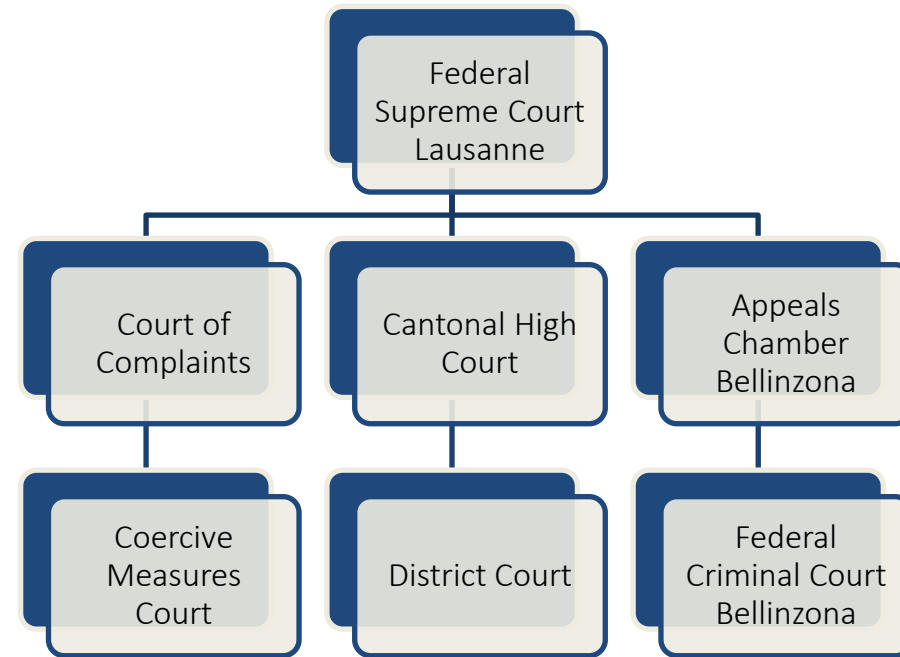 Federal
Supreme Court
Lausanne
Court of
Complaints
Cantonal High
Court
Appeals
Chamber
Bellinzona
Coercive
Measures
Court
District Court
Federal
Criminal Court
Bellinzona